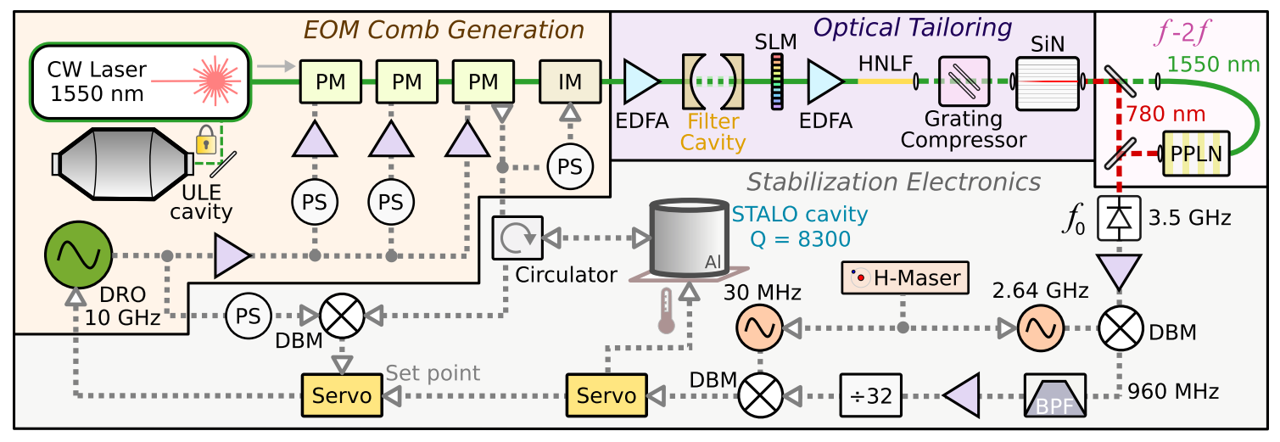 EOM Comb Generation
CW Laser
1550 nm
PM
PM
PM
IM
ULE
cavity
PS
PS
PS
DRO
10 GHz
Optical Tailoring
EDFA
Filter
Cavity
SLM
EDFA
HNLF
Grating
Compressor
SiN
f-2f
1550 nm
780 nm
PPLN
Stabilization Electronics
STALO cavity
Q = 8300
Al
Circulator
f₀
3.5 GHz
H-Maser
30 MHz
2.64 GHz
DBM
PS
DBM
Servo
Set point
Servo
DBM
÷32
BPF
960 MHz